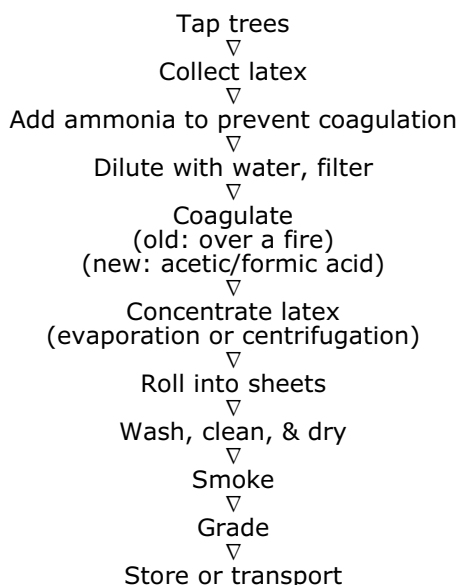 Tap trees
∇
Collect latex
∇
Add ammonia to prevent coagulation
∇
Dilute with water, filter
∇
Coagulate
(old: over a fire)
(new: acetic/formic acid)
∇
Concentrate latex
(evaporation or centrifugation)
∇
Roll into sheets
∇
Wash, clean, & dry
∇
Smoke
∇
Grade
∇
Store or transport